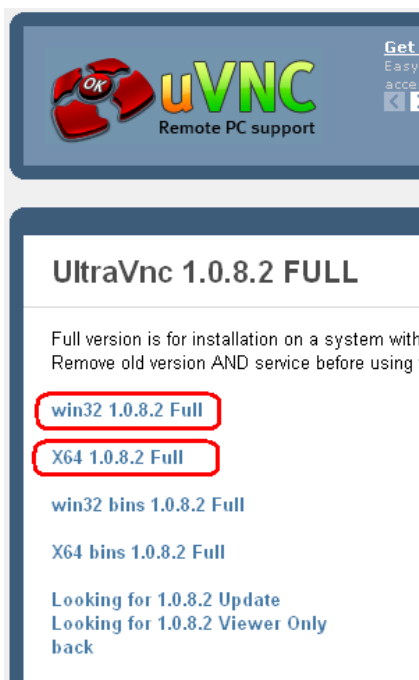 Get
Easy
acce
OK
uVNC
Remote PC support
UltraVnc 1.0.8.2 FULL
Full version is for installation on a system with
Remove old version AND service before using
win32 1.0.8.2 Full
X64 1.0.8.2 Full
win32 bins 1.0.8.2 Full
X64 bins 1.0.8.2 Full
Looking for 1.0.8.2 Update
Looking for 1.0.8.2 Viewer Only
back